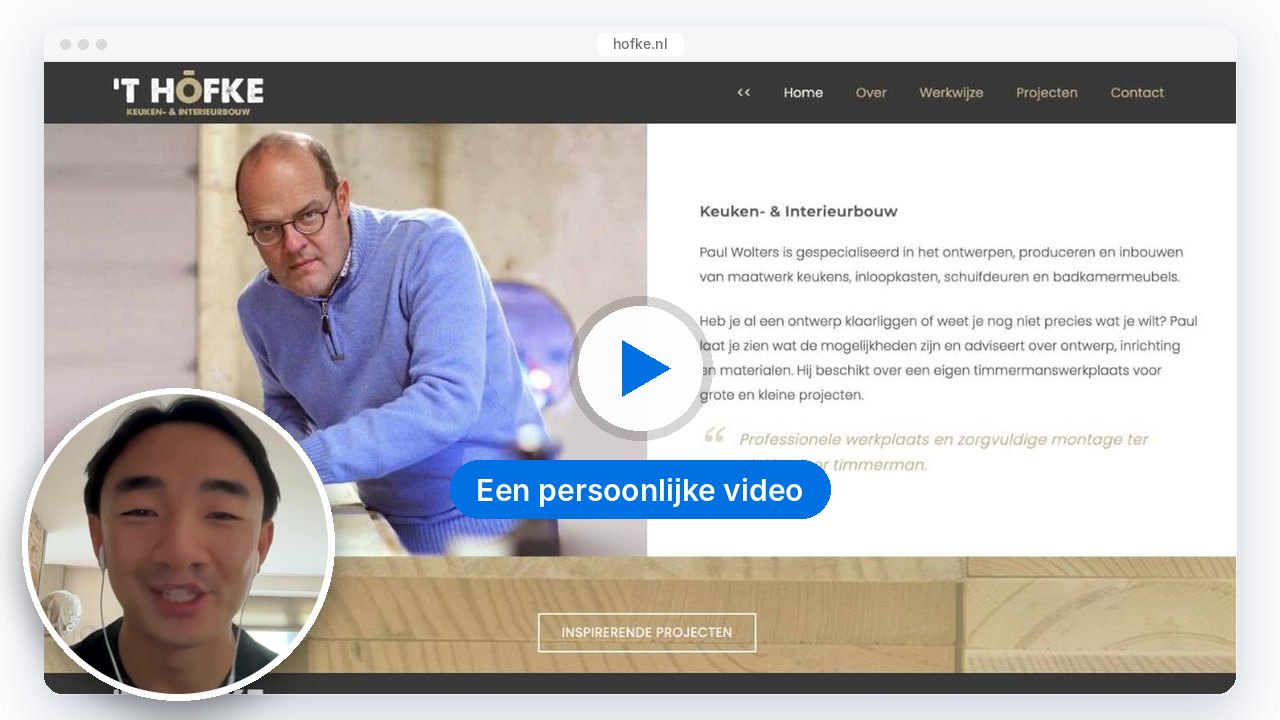 hofke.nl
'T HŌFKE
KEUKEN- & INTERIEURBOUW
<< Home Over Werkwijze Projecten Contact
Keuken- & Interieurbouw
Paul Wolters is gespecialiseerd in het ontwerpen, produceren en inbouwen
van maatwerk keukens, inloopkasten, schuifdeuren en badkamermeubels.
Heb je al een ontwerp klaarliggen of weet je nog niet precies wat je wilt? Paul
laat je zien wat de mogelijkheden zijn en adviseert over ontwerp, inrichting
en materialen. Hij beschikt over een eigen timmermanswerkplaats voor
grote en kleine projecten.
“ Professionele werkplaats en zorgvuldige montage ter
timmerman.
Een persoonlijke video
INSPIRERENDE PROJECTEN